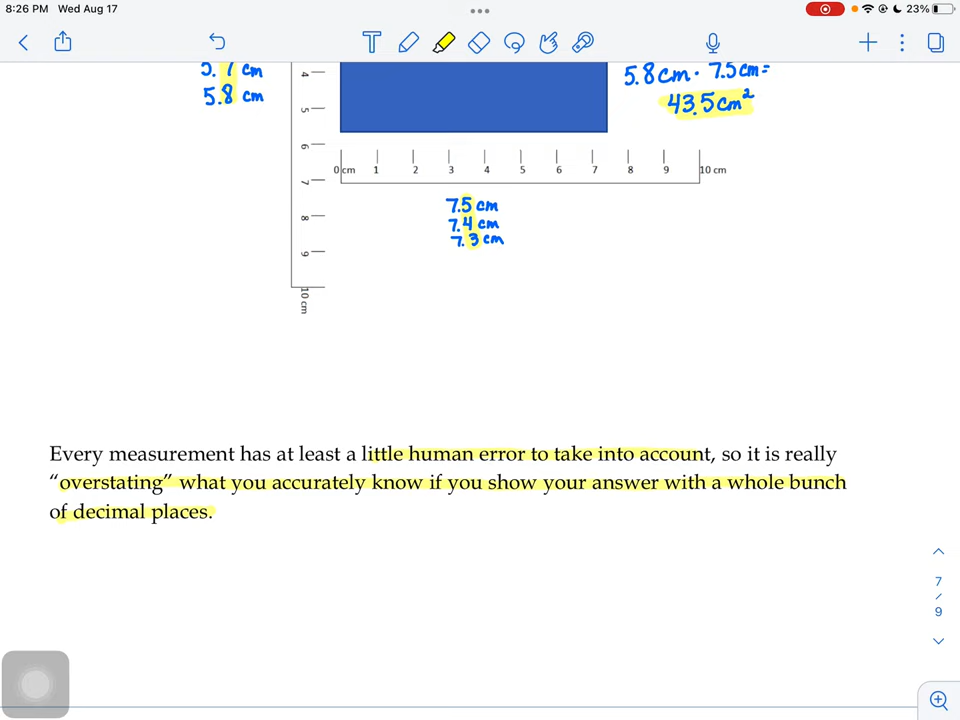 8:26 PM Wed Aug 17
23%
5.7 cm
5.8 cm
5.8cm · 7.5cm=
43.5cm²
4
5
6
7
8
9
10 cm
0 cm 1 2 3 4 5 6 7 8 9 10 cm
7.5 cm
7.4 cm
7.3 cm
Every measurement has at least a little human error to take into account, so it is really
“overstating” what you accurately know if you show your answer with a whole bunch
of decimal places.
7
/
9